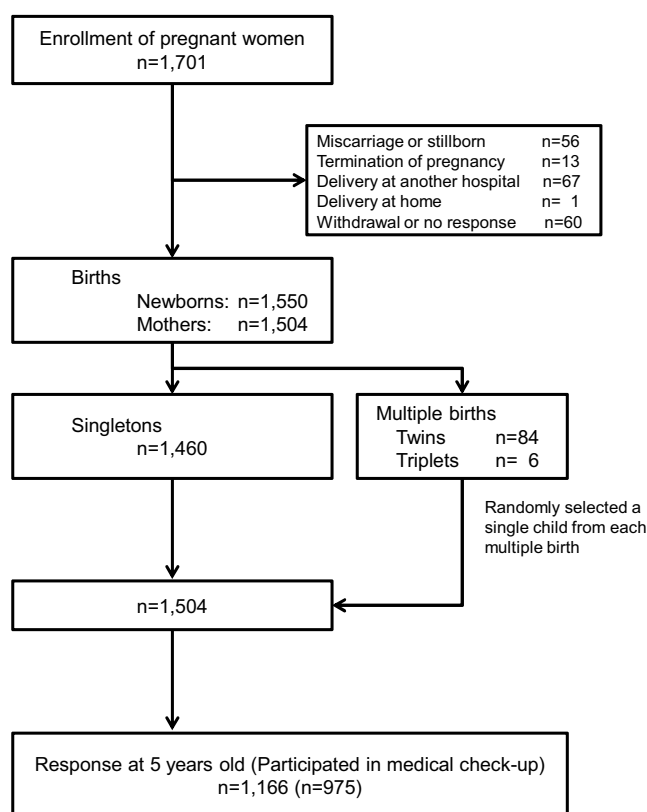 Enrollment of pregnant women
n=1,701
Miscarriage or stillborn n=56
Termination of pregnancy n=13
Delivery at another hospital n=67
Delivery at home n= 1
Withdrawal or no response n=60
Births
Newborns: n=1,550
Mothers: n=1,504
Singletons
n=1,460
Multiple births
Twins n=84
Triplets n= 6
Randomly selected a
single child from each
multiple birth
n=1,504
Response at 5 years old (Participated in medical check-up)
n=1,166 (n=975)